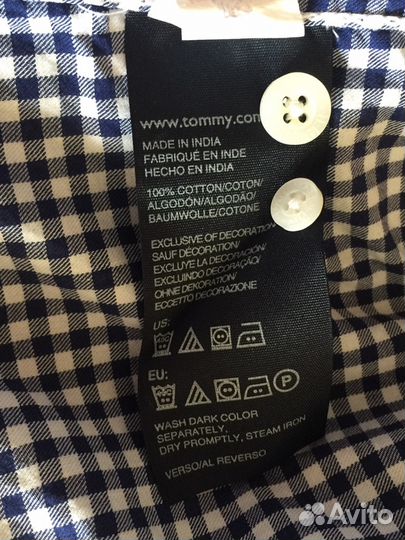 www.tommy.com
MADE IN INDIA
FABRIQUÉ EN INDE
HECHO EN INDIA
100% COTTON/COTON/
ALGODÓN/ALGODÃO/
BAUMWOLLE/COTONE
EXCLUSIVE OF DECORATION/
SAUF DÉCORATION/
EXCLUYE LA DECORACIÓN/
EXCLUINDO DECORAÇÃO/
OHNE DEKORATION/
ECCETTO DECORAZIONE
US:
EU:
P
WASH DARK COLOR
SEPARATELY,
DRY PROMPTLY, STEAM IRON
VERSO/AL REVERSO
Avito